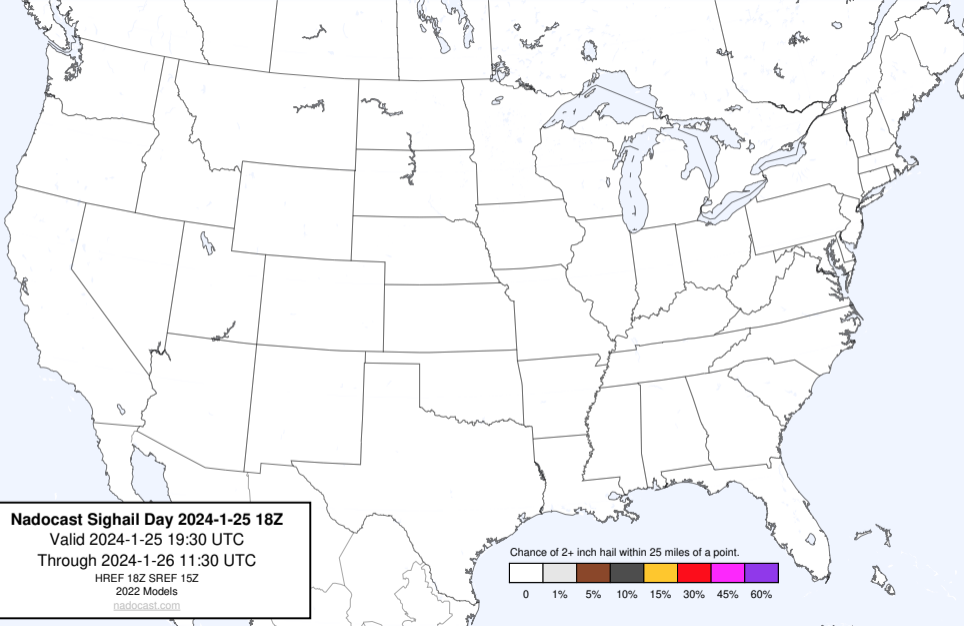 Nadocast Sighail Day 2024-1-25 18Z
Valid 2024-1-25 19:30 UTC
Through 2024-1-26 11:30 UTC
HREF 18Z SREF 15Z
2022 Models
nadocast.com
Chance of 2+ inch hail within 25 miles of a point.
0 1% 5% 10% 15% 30% 45% 60%